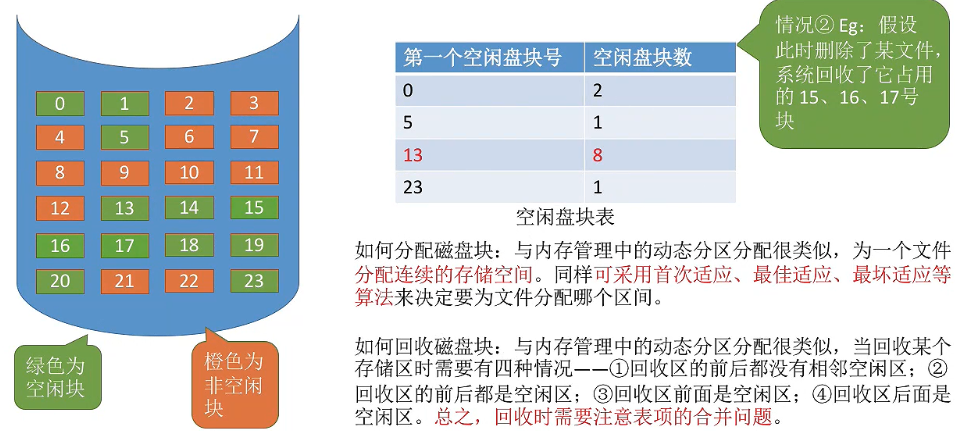 0 1 2 3
4 5 6 7
8 9 10 11
12 13 14 15
16 17 18 19
20 21 22 23
绿色为
空闲块
橙色为
非空闲
块
第一个空闲盘块号 空闲盘块数
0 2
5 1
13 8
23 1
空闲盘块表
情况② Eg：假设
此时删除了某文件，
系统回收了它占用
的 15、16、17号
块
如何分配磁盘块：与内存管理中的动态分区分配很类似，为一个文件
分配连续的存储空间。同样可采用首次适应、最佳适应、最坏适应等
算法来决定要为文件分配哪个区间。
如何回收磁盘块：与内存管理中的动态分区分配很类似，当回收某个
存储区时需要有四种情况——①回收区的前后都没有相邻空闲区；②
回收区的前后都是空闲区；③回收区前面是空闲区；④回收区后面是
空闲区。总之，回收时需要注意表项的合并问题。